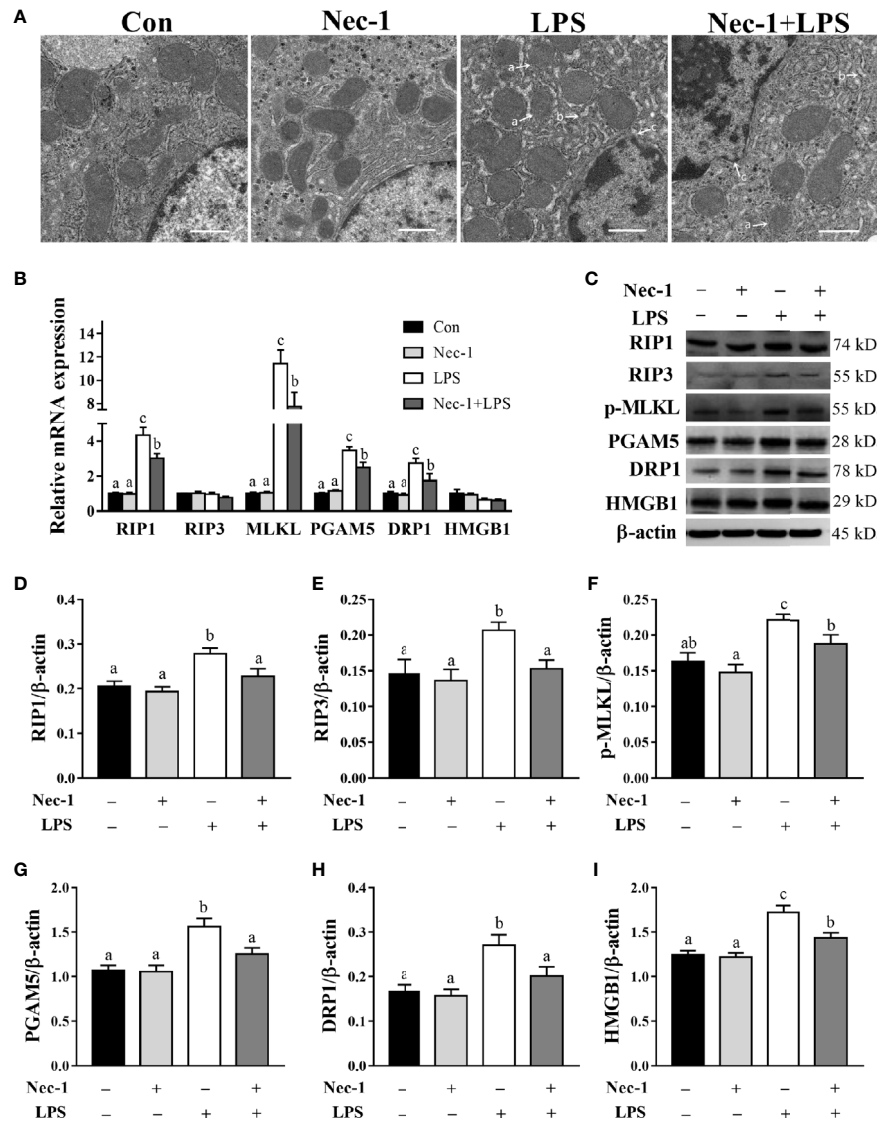 A
Con
Nec-1
LPS
Nec-1+LPS
a
a
b
c
a
b
c
B
Relative mRNA expression
14
12
10
8
6
4
2
0
a a c b
a a c b
a a c b
a a c b
RIP1 RIP3 MLKL PGAM5 DRP1 HMGB1
Con
Nec-1
LPS
Nec-1+LPS
C
Nec-1 – + – +
LPS – – + +
RIP1 74 kD
RIP3 55 kD
p-MLKL 55 kD
PGAM5 28 kD
DRP1 78 kD
HMGB1 29 kD
β-actin 45 kD
D
RIP1/β-actin
0.4
0.3
0.2
0.1
0.0
a a b a
Nec-1 – + – +
LPS – – + +
E
RIP3/β-actin
0.25
0.20
0.15
0.10
0.05
0.00
a a b a
Nec-1 – + – +
LPS – – + +
F
p-MLKL/β-actin
0.25
0.20
0.15
0.10
0.05
0.00
ab a c b
Nec-1 – + – +
LPS – – + +
G
PGAM5/β-actin
2.0
1.5
1.0
0.5
0.0
a a b a
Nec-1 – + – +
LPS – – + +
H
DRP1/β-actin
0.4
0.3
0.2
0.1
0.0
a a b a
Nec-1 – + – +
LPS – – + +
I
HMGB1/β-actin
2.0
1.5
1.0
0.5
0.0
a a c b
Nec-1 – + – +
LPS – – + +